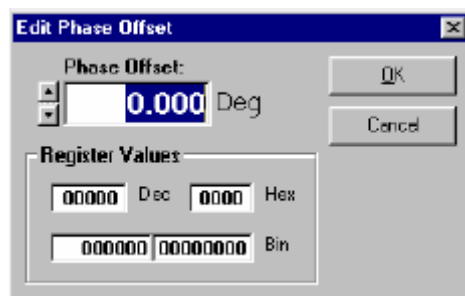 Edit Phase Offset
Phase Offset:
0.000 Deg
OK
Cancel
Register Values
00000 Dec 0000 Hex
000000 00000000 Bin